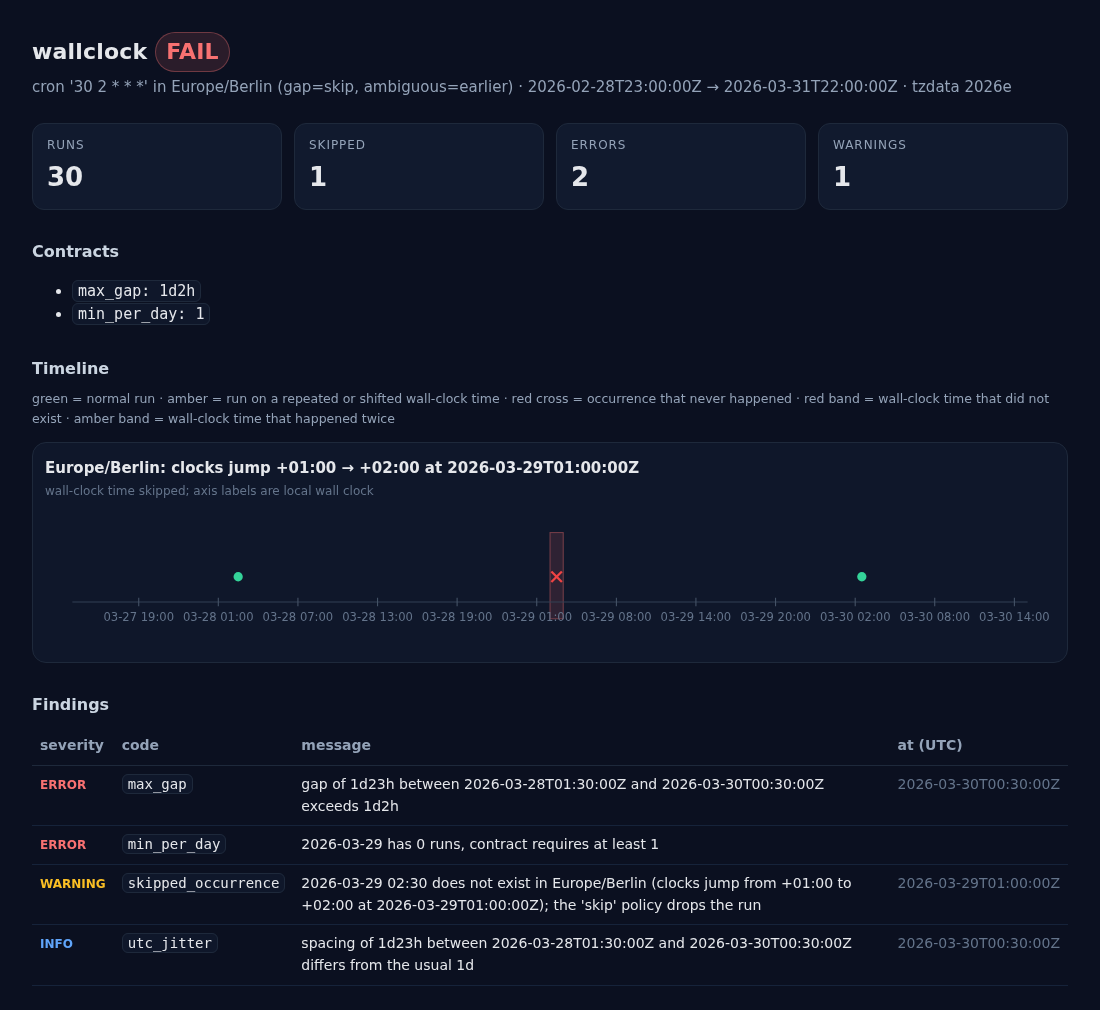 wallclock FAIL
cron '30 2 * * *' in Europe/Berlin (gap=skip, ambiguous=earlier) · 2026-02-28T23:00:00Z → 2026-03-31T22:00:00Z · tzdata 2026e
RUNS
30
SKIPPED
1
ERRORS
2
WARNINGS
1
Contracts
• max_gap: 1d2h
• min_per_day: 1
Timeline
green = normal run · amber = run on a repeated or shifted wall-clock time · red cross = occurrence that never happened · red band = wall-clock time that did not
exist · amber band = wall-clock time that happened twice
Europe/Berlin: clocks jump +01:00 → +02:00 at 2026-03-29T01:00:00Z
wall-clock time skipped; axis labels are local wall clock
03-27 19:00 03-28 01:00 03-28 07:00 03-28 13:00 03-28 19:00 03-29 01:00 03-29 08:00 03-29 14:00 03-29 20:00 03-30 02:00 03-30 08:00 03-30 14:00
Findings
severity code message at (UTC)
ERROR max_gap gap of 1d23h between 2026-03-28T01:30:00Z and 2026-03-30T00:30:00Z 2026-03-30T00:30:00Z
exceeds 1d2h
ERROR min_per_day 2026-03-29 has 0 runs, contract requires at least 1
WARNING skipped_occurrence 2026-03-29 02:30 does not exist in Europe/Berlin (clocks jump from +01:00 to 2026-03-29T01:00:00Z
+02:00 at 2026-03-29T01:00:00Z); the 'skip' policy drops the run
INFO utc_jitter spacing of 1d23h between 2026-03-28T01:30:00Z and 2026-03-30T00:30:00Z 2026-03-30T00:30:00Z
differs from the usual 1d